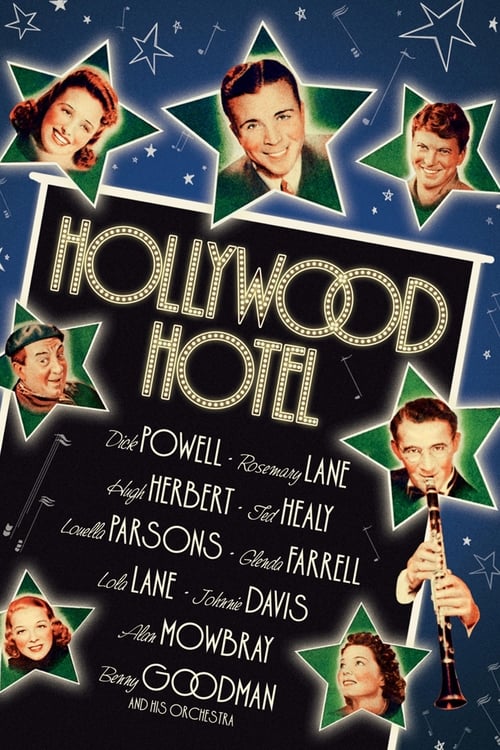 HOLLYWOOD
HOTEL
Dick POWELL - Rosemary LANE
Hugh HERBERT - Ted HEALY
Louella PARSONS - Glenda FARRELL
Lola LANE - Johnnie DAVIS
Alan MOWBRAY
Benny GOODMAN
AND HIS ORCHESTRA